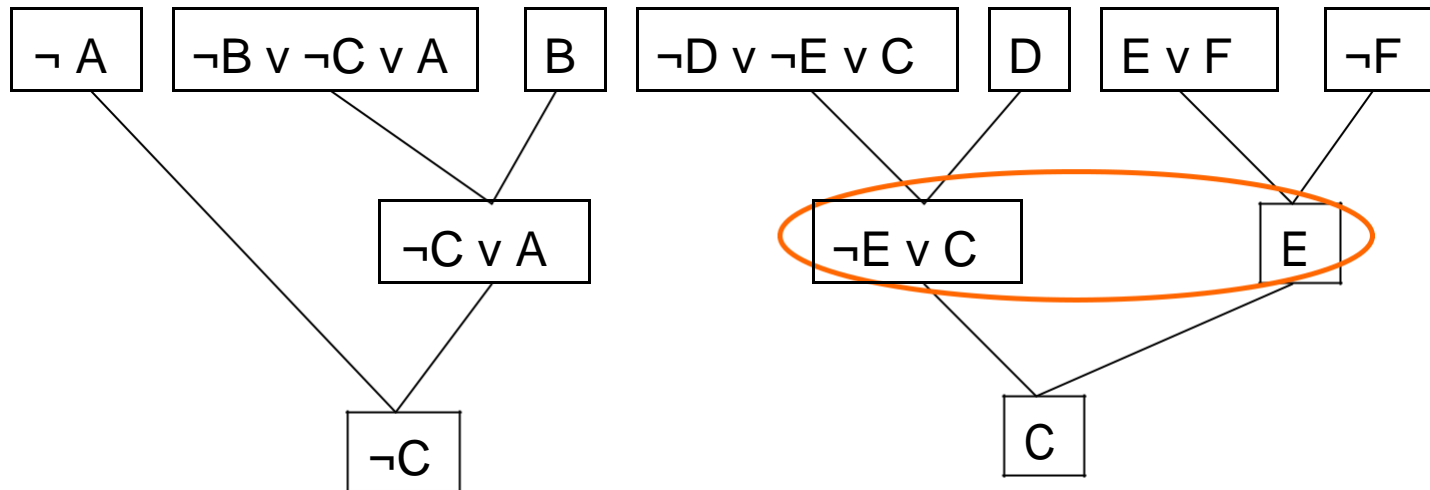 ¬ A
¬B v ¬C v A
B
¬D v ¬E v C
D
E v F
¬F
¬C v A
¬E v C
E
¬C
C